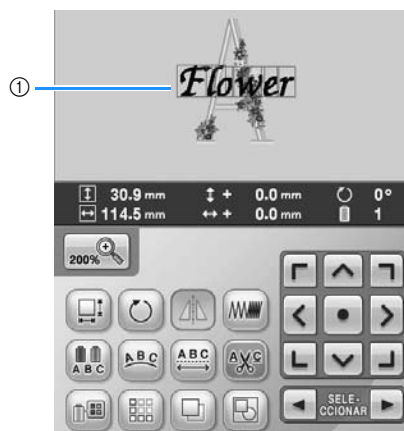 ①
A
Flower
30.9 mm + 0.0 mm 0°
114.5 mm + 0.0 mm 1
200%
ABC ABC ABC ABC
SELE-
CCIONAR